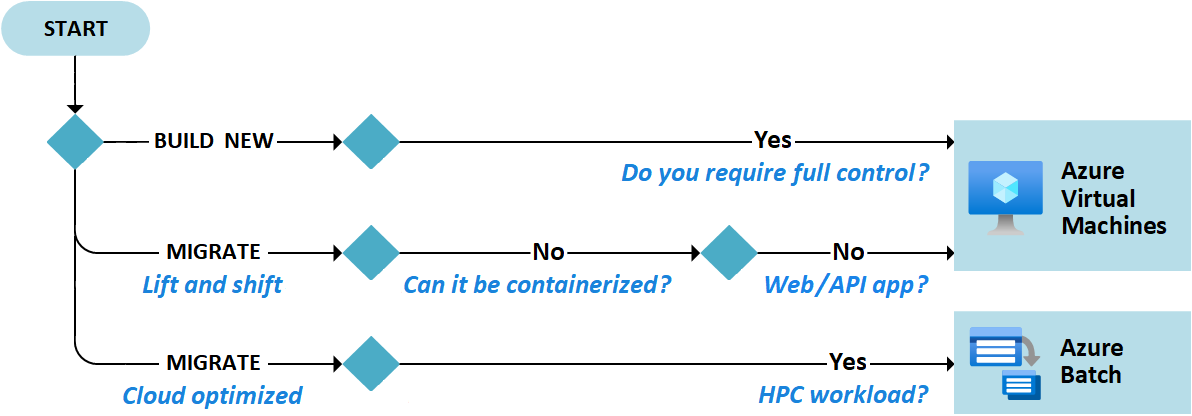 START
BUILD NEW
Yes
Do you require full control?
Azure
Virtual
Machines
MIGRATE
Lift and shift
No
Can it be containerized?
No
Web/API app?
MIGRATE
Cloud optimized
Yes
HPC workload?
Azure
Batch